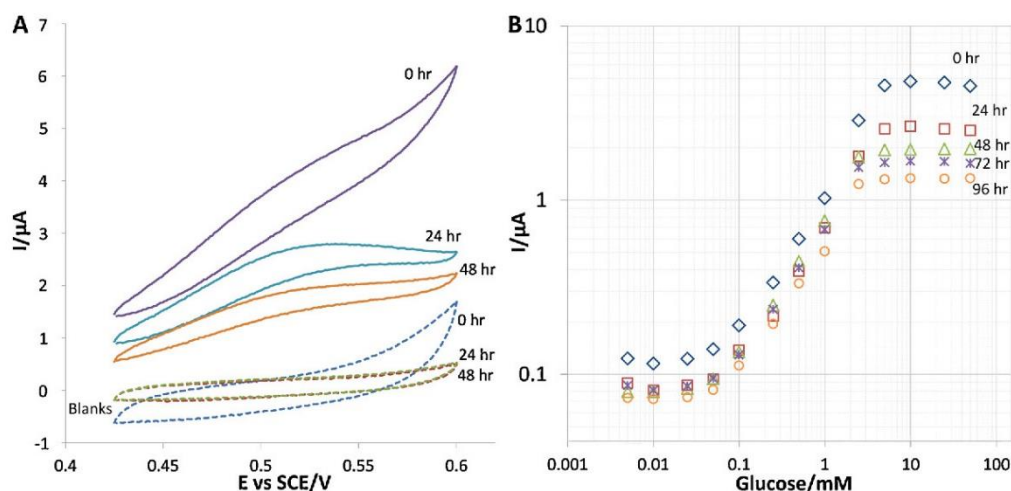 A
7
6
5
4
3
2
1
0
-1
I/µA
0 hr
24 hr
48 hr
0 hr
24 hr
48 hr
Blanks
0.4
0.45
0.5
0.55
0.6
E vs SCE/V
B
10
1
0.1
I/µA
0 hr
24 hr
48 hr
72 hr
96 hr
0.001
0.01
0.1
1
10
100
Glucose/mM